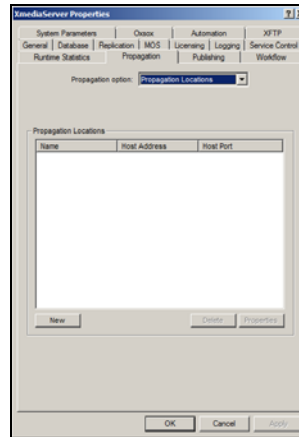 XmediaServer Properties
System Parameters Oxsox Automation XFTP
General Database Replication MOS Licensing Logging Service Control
Runtime Statistics Propagation Publishing Workflow
Propagation option: Propagation Locations
Propagation Locations
Name Host Address Host Port
New Delete Properties
OK Cancel Apply